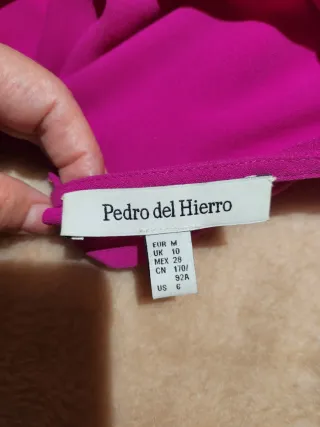 Pedro del Hierro
EUR M
UK 10
MEX 28
CN 170/
92A
US 6